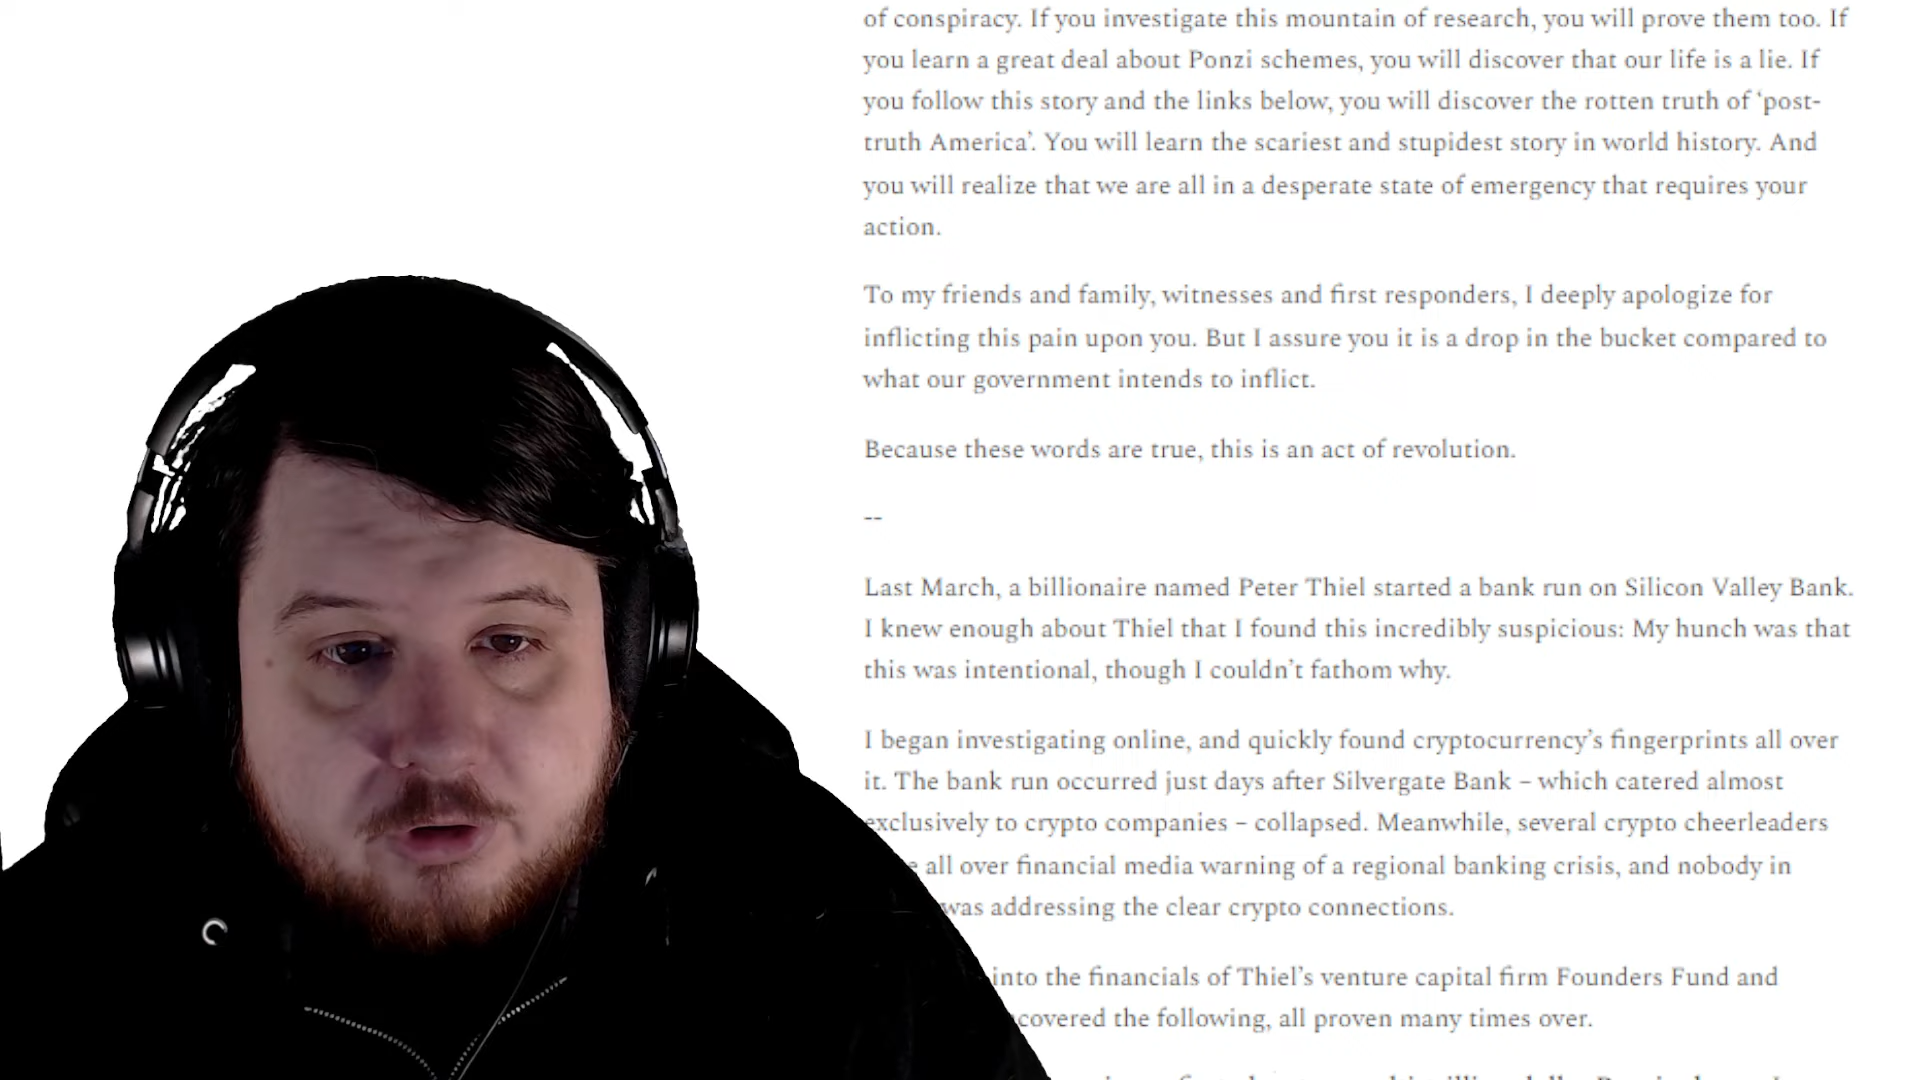 of conspiracy. If you investigate this mountain of research, you will prove them too. If
you learn a great deal about Ponzi schemes, you will discover that our life is a lie. If
you follow this story and the links below, you will discover the rotten truth of ‘post-
truth America’. You will learn the scariest and stupidest story in world history. And
you will realize that we are all in a desperate state of emergency that requires your
action.
To my friends and family, witnesses and first responders, I deeply apologize for
inflicting this pain upon you. But I assure you it is a drop in the bucket compared to
what our government intends to inflict.
Because these words are true, this is an act of revolution.
--
Last March, a billionaire named Peter Thiel started a bank run on Silicon Valley Bank.
I knew enough about Thiel that I found this incredibly suspicious: My hunch was that
this was intentional, though I couldn’t fathom why.
I began investigating online, and quickly found cryptocurrency’s fingerprints all over
it. The bank run occurred just days after Silvergate Bank – which catered almost
exclusively to crypto companies – collapsed. Meanwhile, several crypto cheerleaders
all over financial media warning of a regional banking crisis, and nobody in
was addressing the clear crypto connections.
into the financials of Thiel’s venture capital firm Founders Fund and
covered the following, all proven many times over.